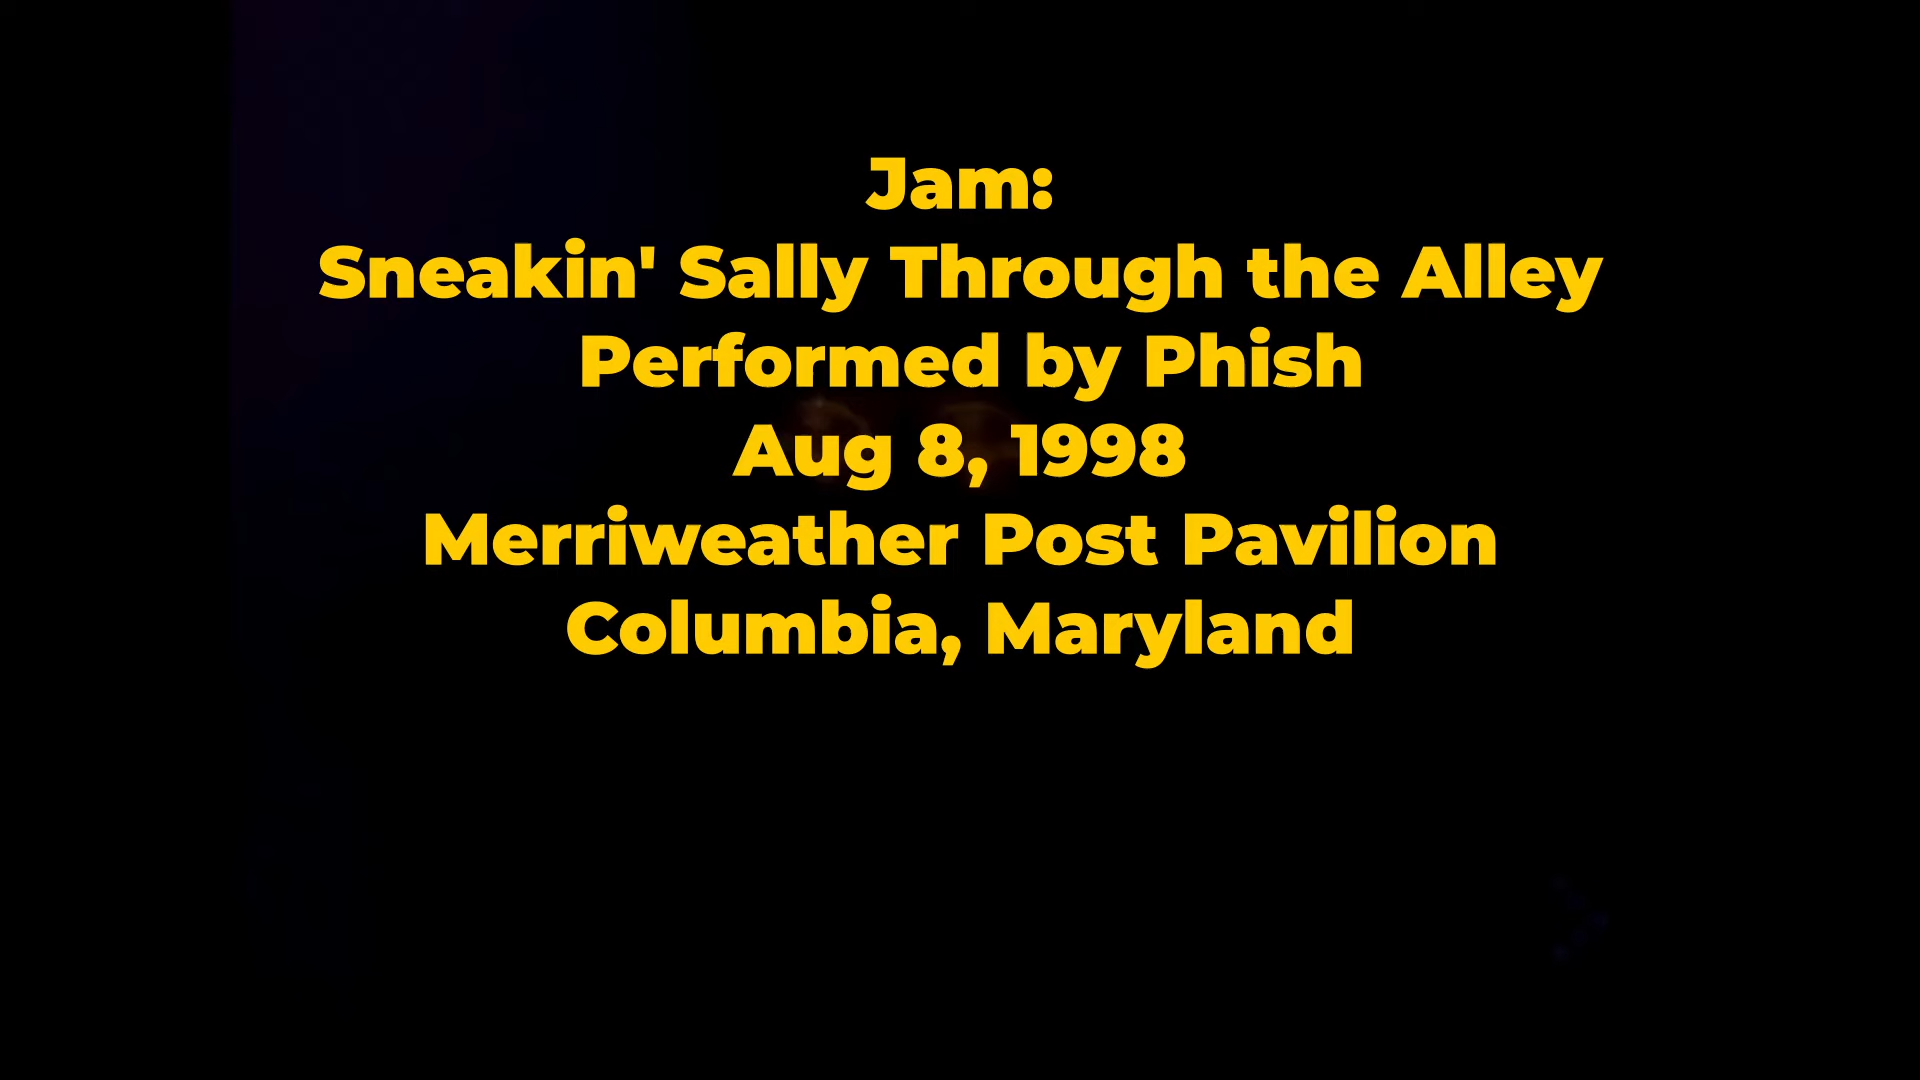 Jam:
Sneakin' Sally Through the Alley
Performed by Phish
Aug 8, 1998
Merriweather Post Pavilion
Columbia, Maryland